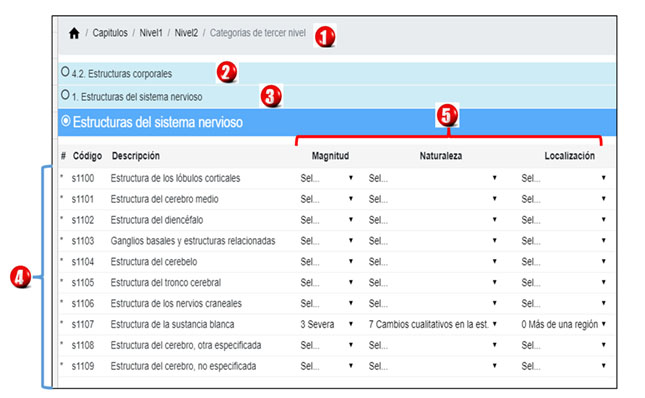 / Capitulos / Nivel1 / Nivel2 / Categorias de tercer nivel 1
4.2. Estructuras corporales 2
1. Estructuras del sistema nervioso 3
Estructuras del sistema nervioso 5
# Código Descripción Magnitud Naturaleza Localización
* s1100 Estructura de los lóbulos corticales Sel... Sel... Sel...
* s1101 Estructura del cerebro medio Sel... Sel... Sel...
* s1102 Estructura del diencéfalo Sel... Sel... Sel...
* s1103 Ganglios basales y estructuras relacionadas Sel... Sel... Sel...
* s1104 Estructura del cerebelo Sel... Sel... Sel...
4
* s1105 Estructura del tronco cerebral Sel... Sel... Sel...
* s1106 Estructura de los nervios craneales Sel... Sel... Sel...
* s1107 Estructura de la sustancia blanca 3 Severa 7 Cambios cualitativos en la est. 0 Más de una región
* s1108 Estructura del cerebro, otra especificada Sel... Sel... Sel...
* s1109 Estructura del cerebro, no especificada Sel... Sel... Sel...